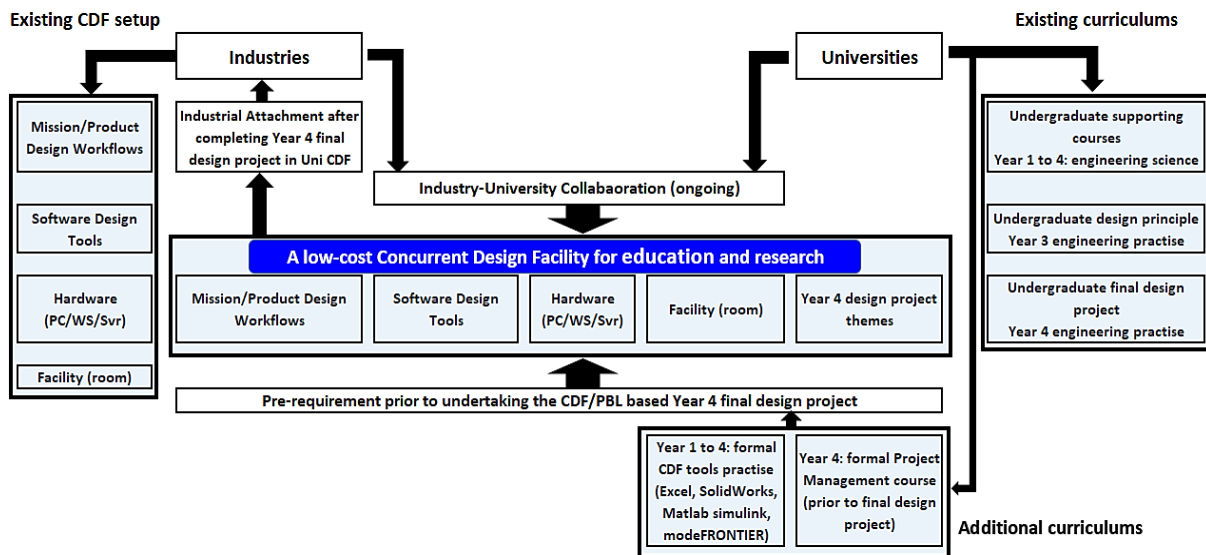 Existing CDF setup
Existing curriculums
Industries
Universities
Mission/Product
Design Workflows
Software Design
Tools
Hardware
(PC/WS/Svr)
Facility (room)
Industrial Attachment after
completing Year 4 final
design project in Uni CDF
Industry-University Collabaoration (ongoing)
A low-cost Concurrent Design Facility for education and research
Mission/Product Design
Workflows
Software Design
Tools
Hardware
(PC/WS/Svr)
Facility (room)
Year 4 design project
themes
Undergraduate supporting
courses
Year 1 to 4: engineering science
Undergraduate design principle
Year 3 engineering practise
Undergraduate final design
project
Year 4 engineering practise
Pre-requirement prior to undertaking the CDF/PBL based Year 4 final design project
Year 1 to 4: formal
CDF tools practise
(Excel, SolidWorks,
Matlab simulink,
modeFRONTIER)
Year 4: formal Project
Management course
(prior to final design
project)
Additional curriculums